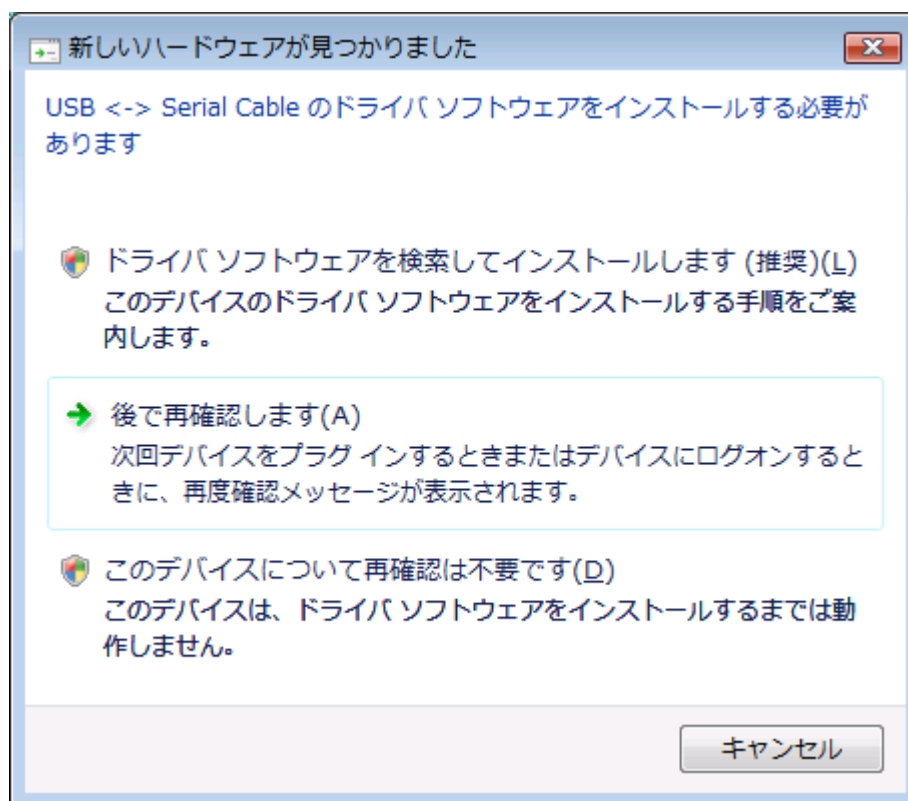 新しいハードウェアが見つかりました
USB <-> Serial Cable のドライバ ソフトウェアをインストールする必要が
あります
ドライバ ソフトウェアを検索してインストールします (推奨)(L)
このデバイスのドライバ ソフトウェアをインストールする手順をご案
内します。
後で再確認します(A)
次回デバイスをプラグ インするときまたはデバイスにログオンすると
きに、再度確認メッセージが表示されます。
このデバイスについて再確認は不要です(D)
このデバイスは、ドライバ ソフトウェアをインストールするまでは動
作しません。
キャンセル